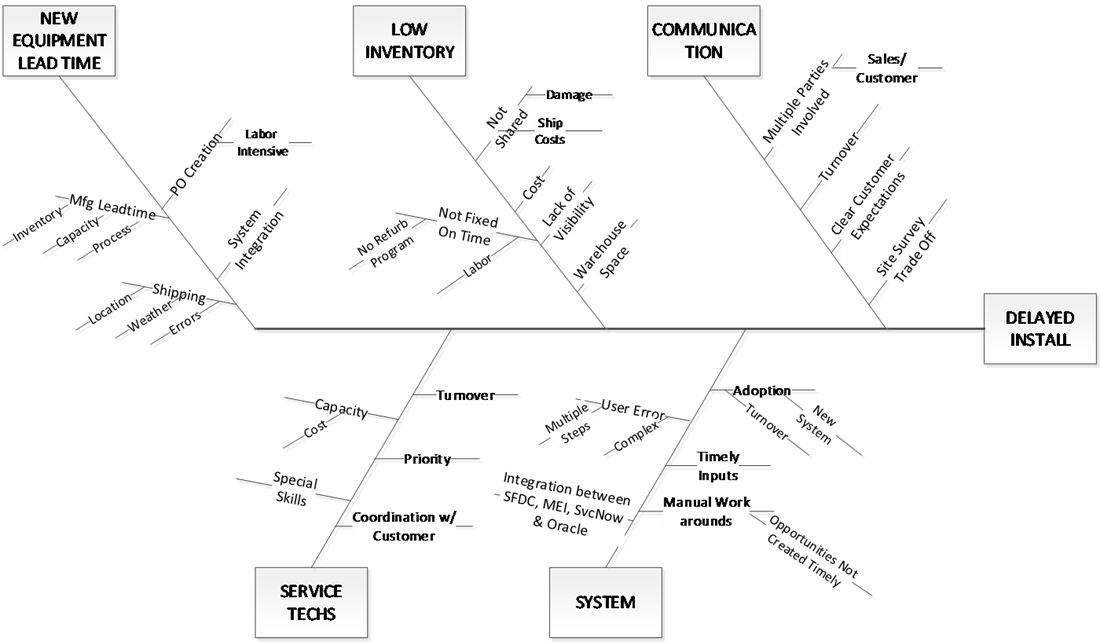 NEW
EQUIPMENT
LEAD TIME
LOW
INVENTORY
COMMUNICA
TION
PO Creation
Labor
Intensive
Mfg Leadtime
Inventory
Capacity
Process
System
Integration
Shipping
Location
Weather
Errors
Not
Shared
Damage
Ship
Costs
Cost
Lack of
Visibility
Not Fixed
On Time
No Refurb
Program
Labor
Warehouse
Space
Multiple Parties
Involved
Sales/
Customer
Turnover
Clear Customer
Expectations
Site Survey
Trade Off
DELAYED
INSTALL
Turnover
Capacity
Cost
Priority
Special
Skills
Coordination w/
Customer
SERVICE
TECHS
Adoption
New
System
Turnover
User Error
Multiple
Steps
Complex
Timely
Inputs
Integration between
SFDC, MEI, SvcNow
& Oracle
Manual Work
arounds
Opportunities Not
Created Timely
SYSTEM